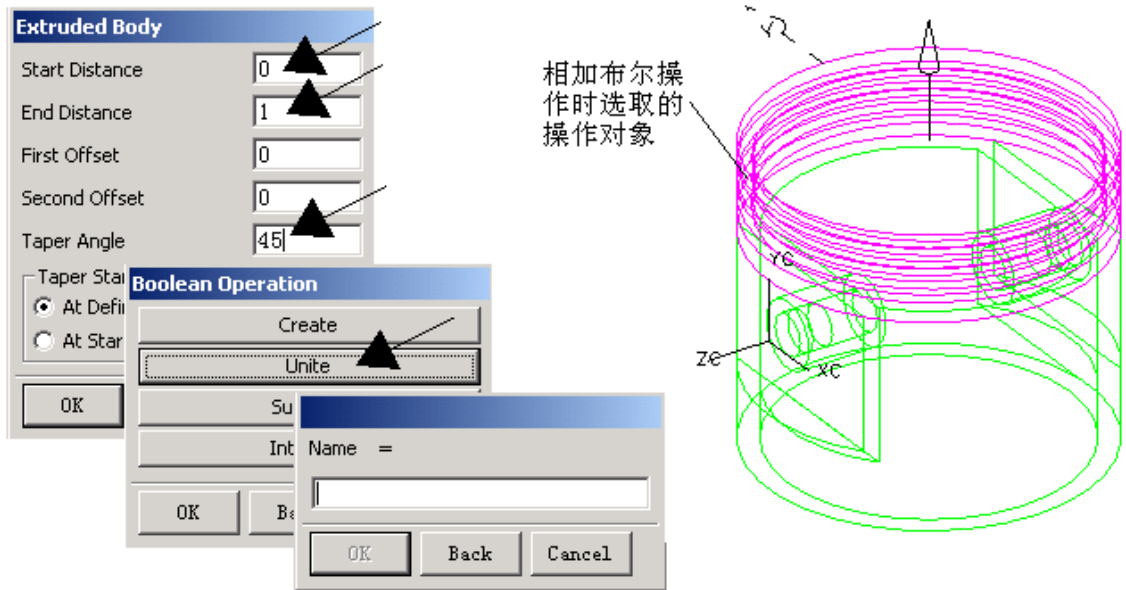 Extruded Body
Start Distance
0
End Distance
1
First Offset
0
Second Offset
0
Taper Angle
45
Taper Star
At Defi
At Star
OK
Boolean Operation
Create
Unite
Su
Int
OK
Ba
Name =
OK
Back
Cancel
相加布尔操
作时选取的
操作对象
YC
ZC
XC